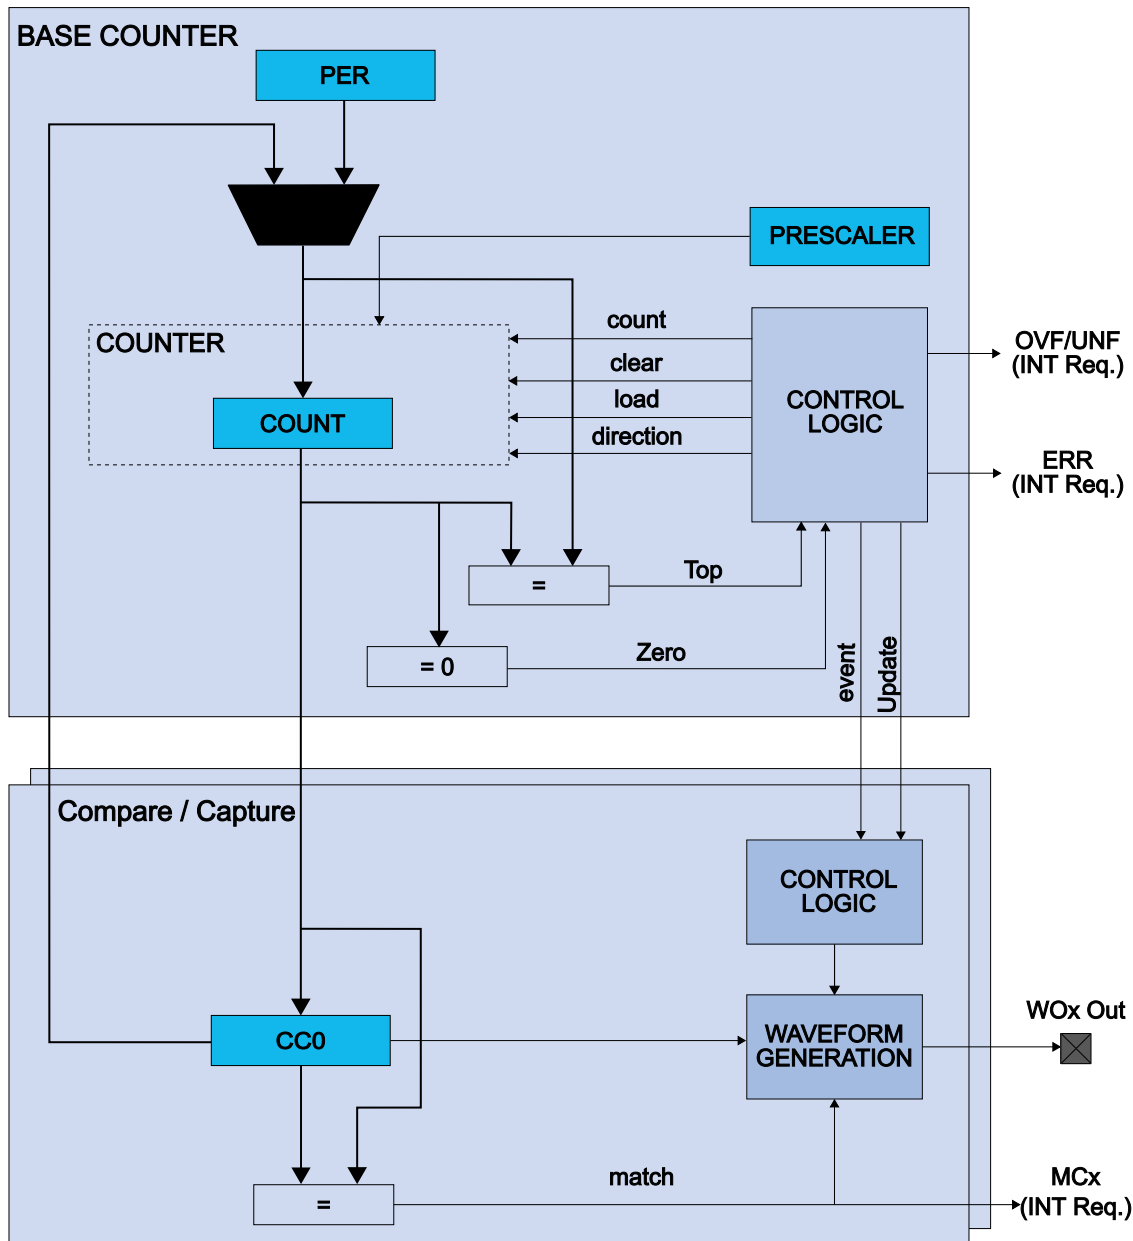 BASE COUNTER
PER
PRESCALER
COUNTER
COUNT
count
clear
load
direction
CONTROL
LOGIC
OVF/UNF
(INT Req.)
ERR
(INT Req.)
=
Top
= 0
Zero
event
Update
Compare / Capture
CONTROL
LOGIC
CC0
WAVEFORM
GENERATION
WOx Out
=
match
MCx
(INT Req.)